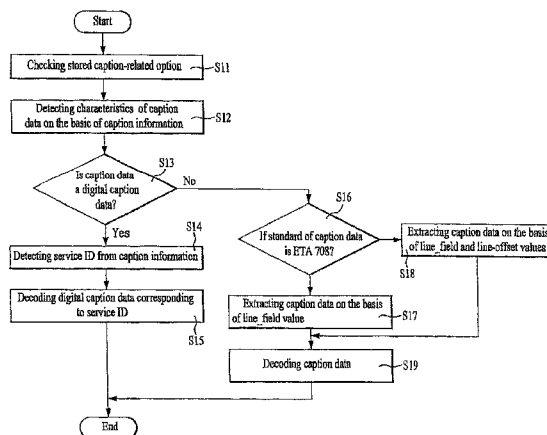 Start
Checking stored caption-related option
S11
Detecting characteristics of caption
data on the basic of caption information
S12
Is caption data
a digital caption
data?
S13
No
Yes
S14
Detecting service ID from caption information
Decoding digital caption data corresponding
to service ID
S15
S16
If standard of caption data
is ETA 708?
Extracting caption data on the basis
of line_field and line-offset values
S18
Extracting caption data on the basis
of line_field value
S17
Decoding caption data
S19
End